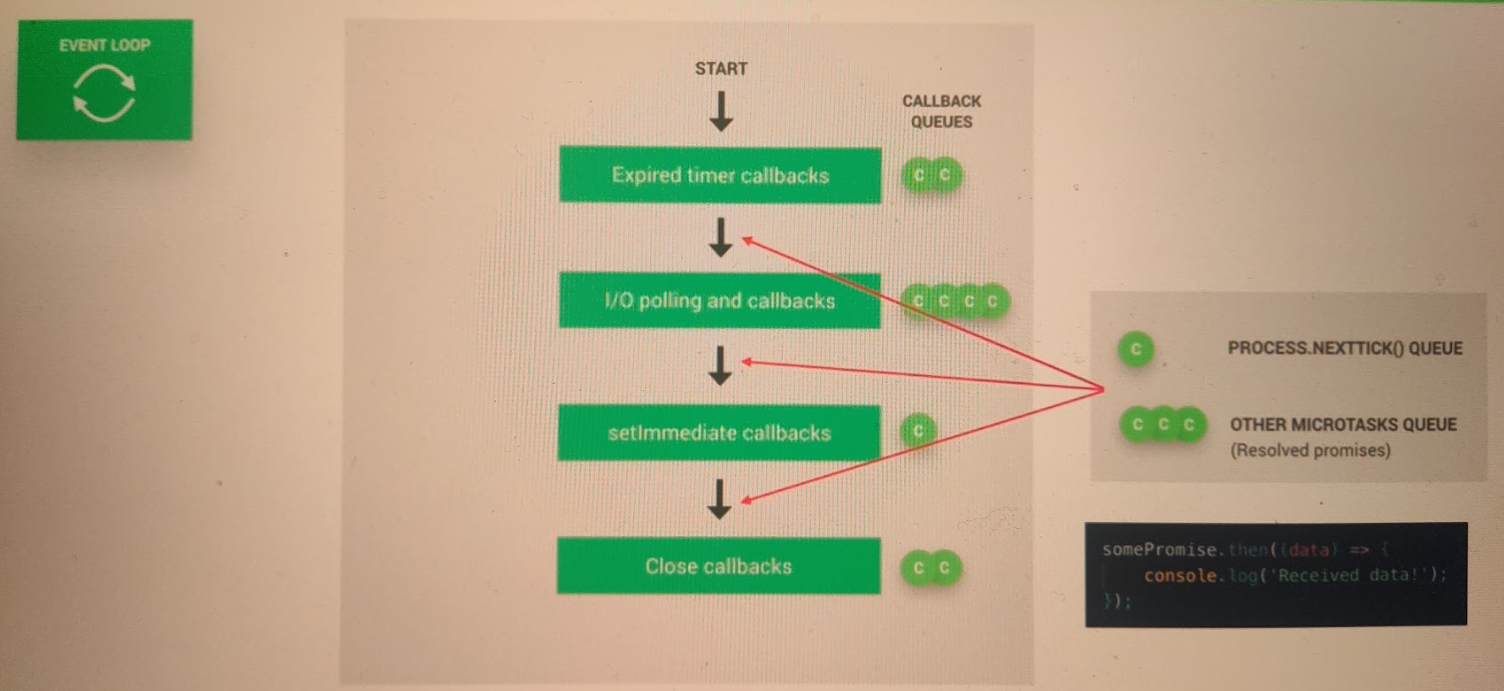 EVENT LOOP
START
CALLBACK
QUEUES
Expired timer callbacks
C C
I/O polling and callbacks
C C C C
setImmediate callbacks
C
Close callbacks
C C
C PROCESS.NEXTTICK() QUEUE
C C C OTHER MICROTASKS QUEUE
(Resolved promises)
somePromise.then((data) => {
console.log('Received data!');
});